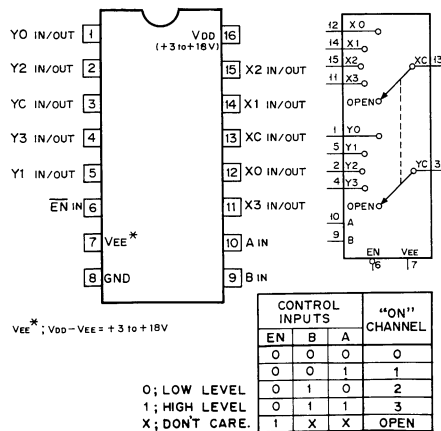 Y0 IN/OUT 1
Y2 IN/OUT 2
YC IN/OUT 3
Y3 IN/OUT 4
Y1 IN/OUT 5
EN IN 6
7 VEE*
8 GND
VDD 16
(+3 to +18V)
15 X2 IN/OUT
14 X1 IN/OUT
13 XC IN/OUT
12 X0 IN/OUT
11 X3 IN/OUT
10 A IN
9 B IN
12 X0
14 X1
15 X2
11 X3
OPEN
XC 13
1 Y0
5 Y1
2 Y2
4 Y3
OPEN
YC 3
10 A
9 B
EN VEE
6 7
VEE*; VDD-VEE = +3 to +18V
CONTROL INPUTS "ON" CHANNEL
EN B A
0 0 0 0
0 0 1 1
0 1 0 2
0 1 1 3
1 X X OPEN
0; LOW LEVEL
1; HIGH LEVEL
X; DON'T CARE.